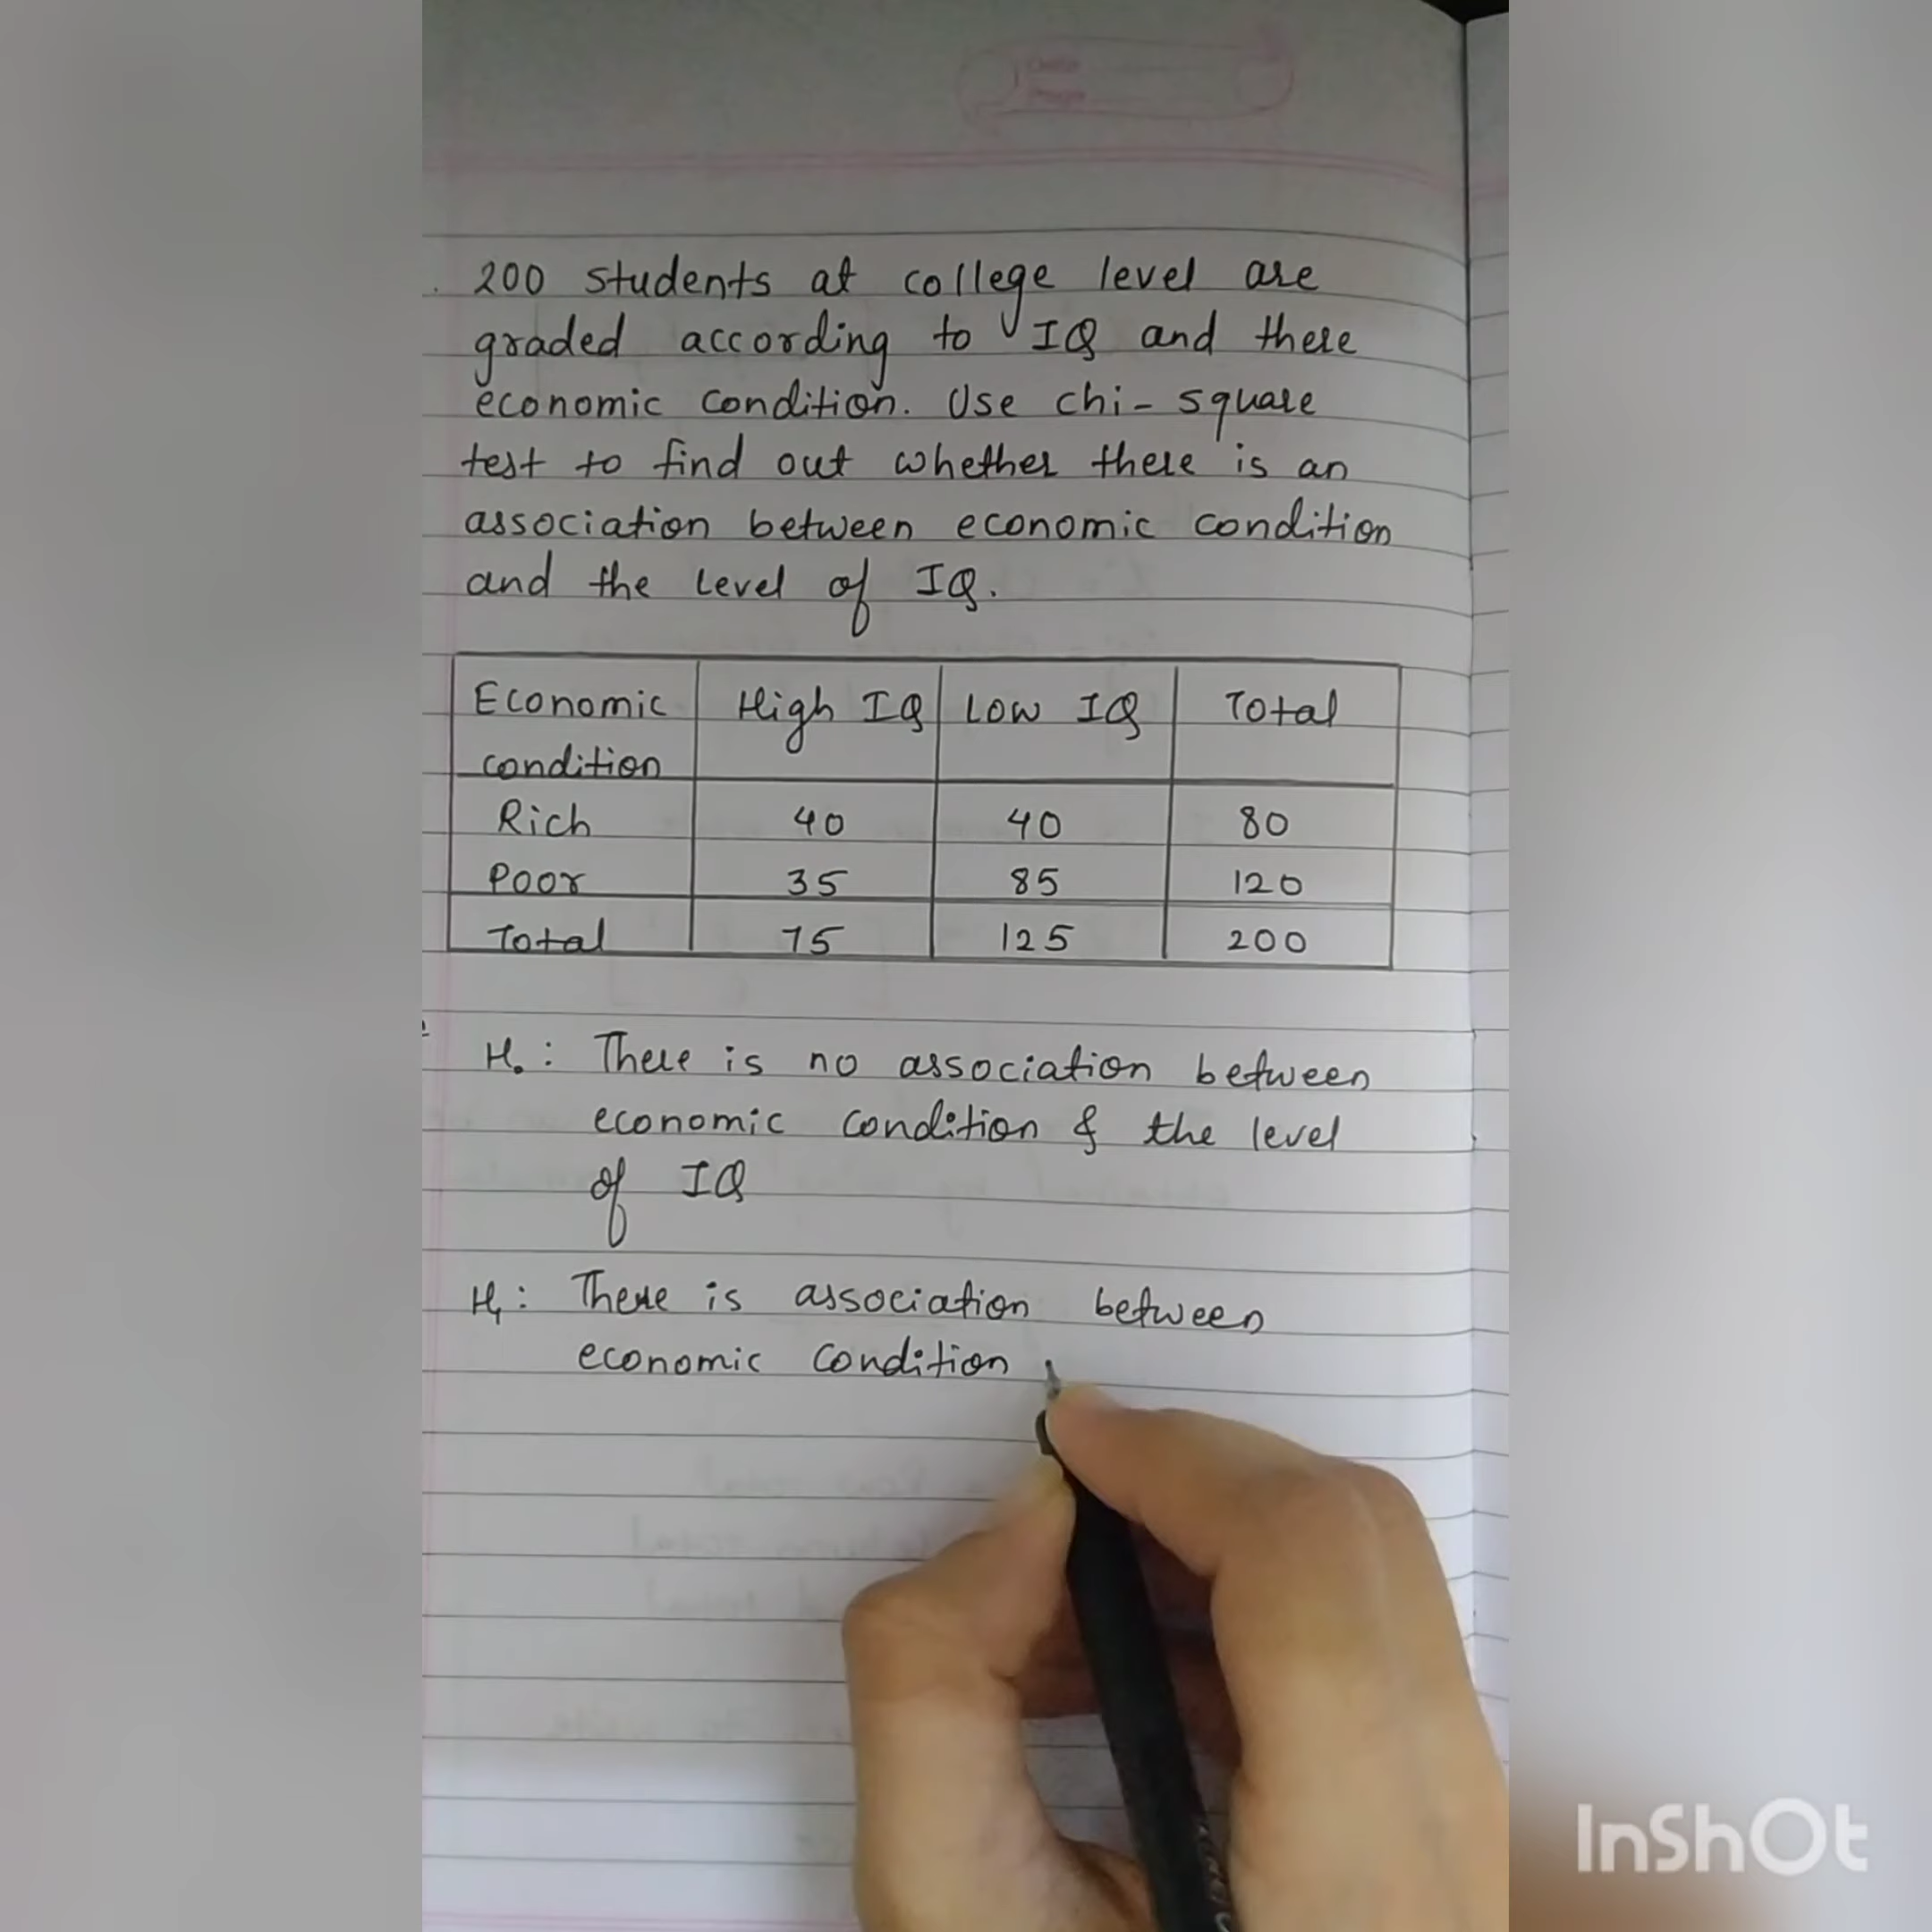 200 students at college level are
graded according to IQ and there
economic condition. Use chi-square
test to find out whether there is an
association between economic condition
and the level of IQ.
Economic condition High IQ Low IQ Total
Rich 40 40 80
Poor 35 85 120
Total 75 125 200
H₀: There is no association between
economic condition & the level
of IQ
H₁: There is association between
economic condition
InShOt